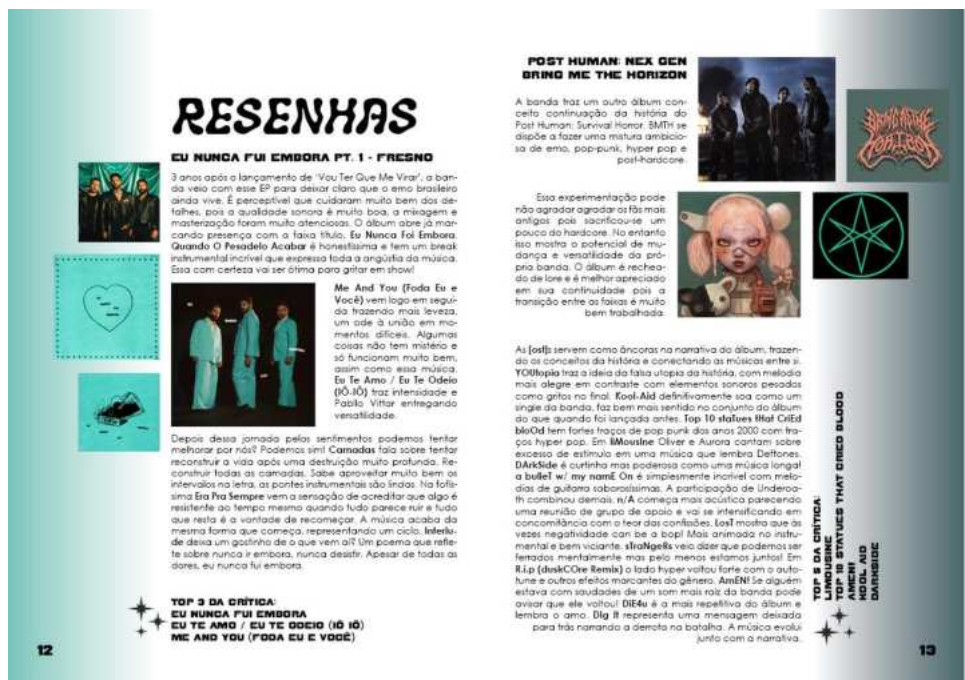 RESENHAS
EU NUNCA FUI EMBORA PT. 1 - FRESNO
3 anos após o lançamento de 'Vou Ter Que Me Virar', a ban-
da veio com esse EP para deixar claro que o emo brasileiro
ainda vive. É perceptível que cuidaram muito bem dos de-
talhes, pois a qualidade sonora é muito boa, a mixagem e
masterização foram muito atenciosas. O álbum abre já mar-
cando presença com a faixa título, Eu Nunca Foi Embora.
Quando O Pesadelo Acabar é honestíssima e tem um break
instrumental incrível que expressa toda a angústia da música.
Essa com certeza vai ser ótima para gritar em show!
Me And You (Foda Eu e
Você) vem logo em segui-
da trazendo mais leveza,
um ode à união em mo-
mentos difíceis. Algumas
coisas não tem mistério e
só funcionam muito bem,
assim como essa música.
Eu Te Amo / Eu Te Odeio
(IÔ-IÔ) traz intensidade e
Pabllo Vittar entregando
versatilidade.
Depois dessa jornada pelos sentimentos podemos tentar
melhorar por nós? Podemos sim! Camadas fala sobre tentar
reconstruir a vida após uma destruição muito profunda. Re-
construir todas as camadas. Sabe aproveitar muito bem os
intervalos na letra, as pontes instrumentais são lindas. Na fofís-
sima Era Pra Sempre vem a sensação de acreditar que algo é
resistente ao tempo mesmo quando tudo parece ruir e tudo
que resta é a vontade de recomeçar. A música acaba da
mesma forma que começa, representando um ciclo. Interlu-
de deixa um gostinho de o que vem aí? Um poema que refle-
te sobre nunca ir embora, nunca desistir. Apesar de todas as
dores, eu nunca fui embora.
TOP 3 DA CRÍTICA:
EU NUNCA FUI EMBORA
EU TE AMO / EU TE ODEIO (IÔ IÔ)
ME AND YOU (FODA EU E VOCÊ)
12
POST HUMAN: NEX GEN
BRING ME THE HORIZON
A banda traz um outro álbum con-
ceito continuação da história do
Post Human: Survival Horror. BMTH se
dispõe a fazer uma mistura ambicio-
sa de emo, pop-punk, hyper pop e
post-hardcore.
BRING ME THE
HORIZON
Essa experimentação pode
não agradar agradar os fãs mais
antigos pois sacrificou-se um
pouco do hardcore. No entanto
isso mostra o potencial de mu-
dança e versatilidade da pró-
pria banda. O álbum é rechea-
do de lore e é melhor apreciado
em sua continuidade pois a
transição entre as faixas é muito
bem trabalhada.
As [ost]s servem como âncoras na narrativa do álbum, trazen-
do os conceitos da história e conectando as músicas entre si.
YOUtopia traz a ideia da falsa utopia da história, com melodia
mais alegre em contraste com elementos sonoros pesados
como gritos no final. Kool-Aid definitivamente soa como um
single da banda, faz bem mais sentido no conjunto do álbum
do que quando foi lançada antes. Top 10 staTues tHat CriEd
bloOd tem fortes traços de pop punk dos anos 2000 com tra-
ços hyper pop. Em liMOusIne Oliver e Aurora cantam sobre
excesso de estímulo em uma música que lembra Deftones.
DArkSide é curtinha mas poderosa como uma música longa!
a bulleT w/ my namE On é simplesmente incrível com melo-
dias de guitarra saborosíssimas. A participação de Underoa-
th combinou demais. n/A começa mais acústica parecendo
uma reunião de grupo de apoio e vai se intensificando em
concomitância com o teor das confissões. LosT mostra que às
vezes negatividade can be a bop! Mais animada no instru-
mental e bem viciante. sTraNgeRs veio dizer que podemos ser
ferrados mentalmente mas pelo menos estamos juntos! Em
R.i.p (duskCOre Remix) o lado hyper voltou forte com o auto-
tune e outros efeitos marcantes do gênero. AmEN! Se alguém
estava com saudades de um som mais raiz da banda pode
avisar que ele voltou! DiE4u é a mais repetitiva do álbum e
lembra o amo. Dig It representa uma mensagem deixada
para trás narrando a derrota na batalha. A música evolui
junto com a narrativa.
TOP 5 DA CRÍTICA:
LIMOUSINE
TOP 10 STATUES THAT CRIED BLOOD
AMEN!
KOOL AID
DARKSIDE
13